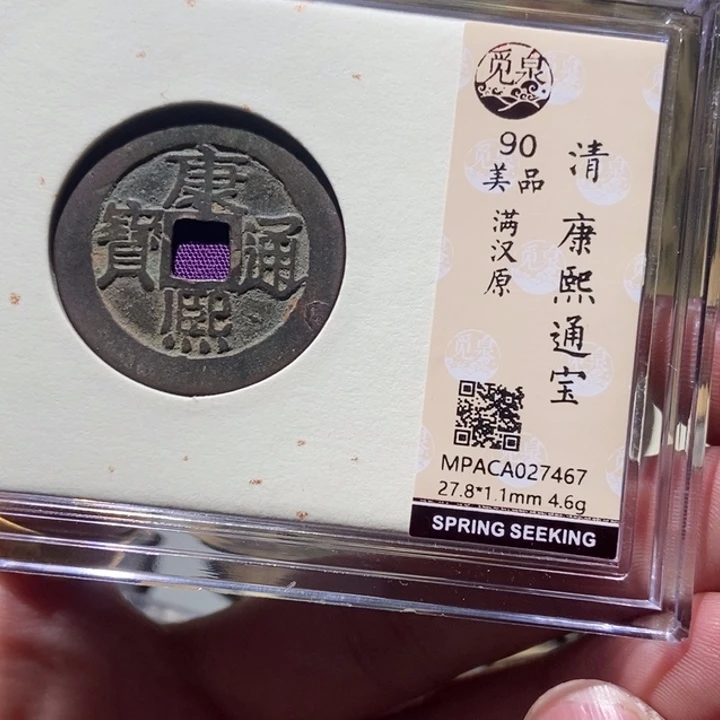 康熙通寳
觅泉
90
美品
满汉原
清 康熙通宝
MPACA027467
27.8*1.1mm 4.6g
SPRING SEEKING